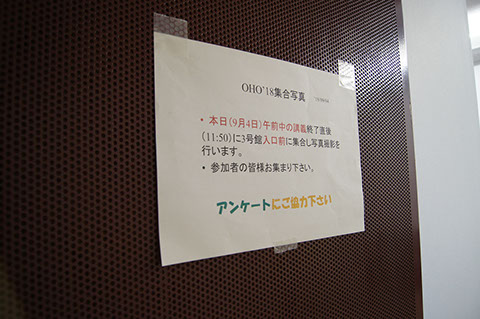 OHO'18集合写真
・本日(9月4日)午前中の講義終了直後
(11:50)に3号館入口前に集合し写真撮影を
行います。
・参加者の皆様お集まり下さい。
アンケートにご協力下さい